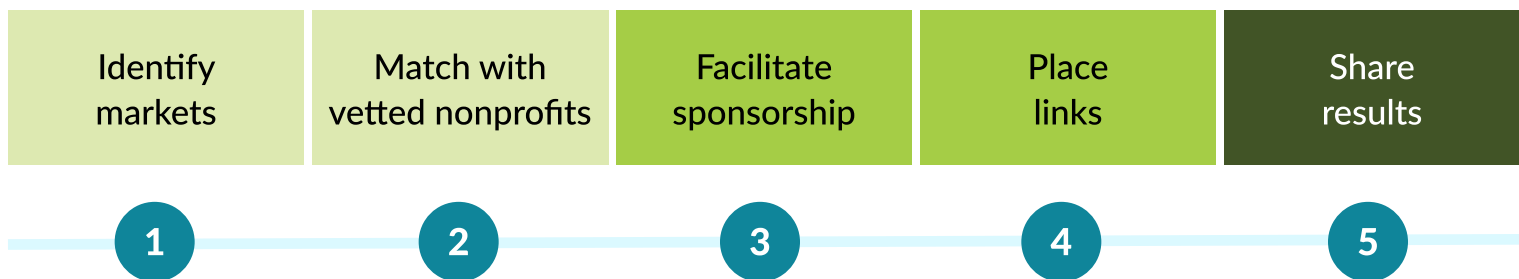 Identify
markets
Match with
vetted nonprofits
Facilitate
sponsorship
Place
links
Share
results
1
2
3
4
5